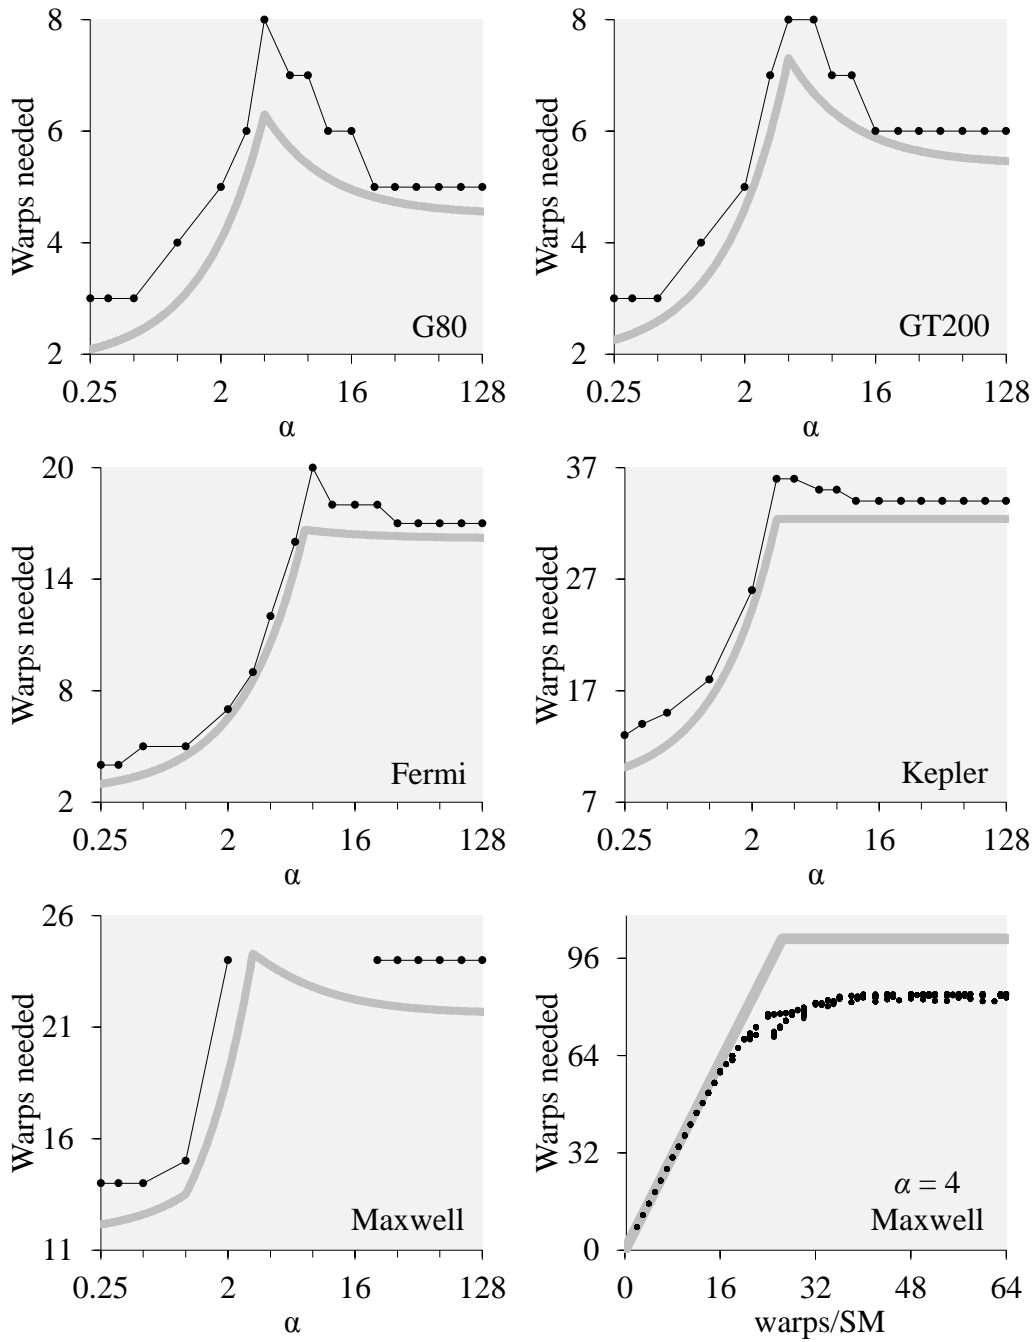 8
6
4
2
Warps needed
G80
0.25
2
16
128
α
8
6
4
2
Warps needed
GT200
0.25
2
16
128
α
20
14
8
2
Warps needed
Fermi
0.25
2
16
128
α
37
27
17
7
Warps needed
Kepler
0.25
2
16
128
α
26
21
16
11
Warps needed
Maxwell
0.25
2
16
128
α
96
64
32
0
Warps needed
α = 4
Maxwell
0
16
32
48
64
warps/SM